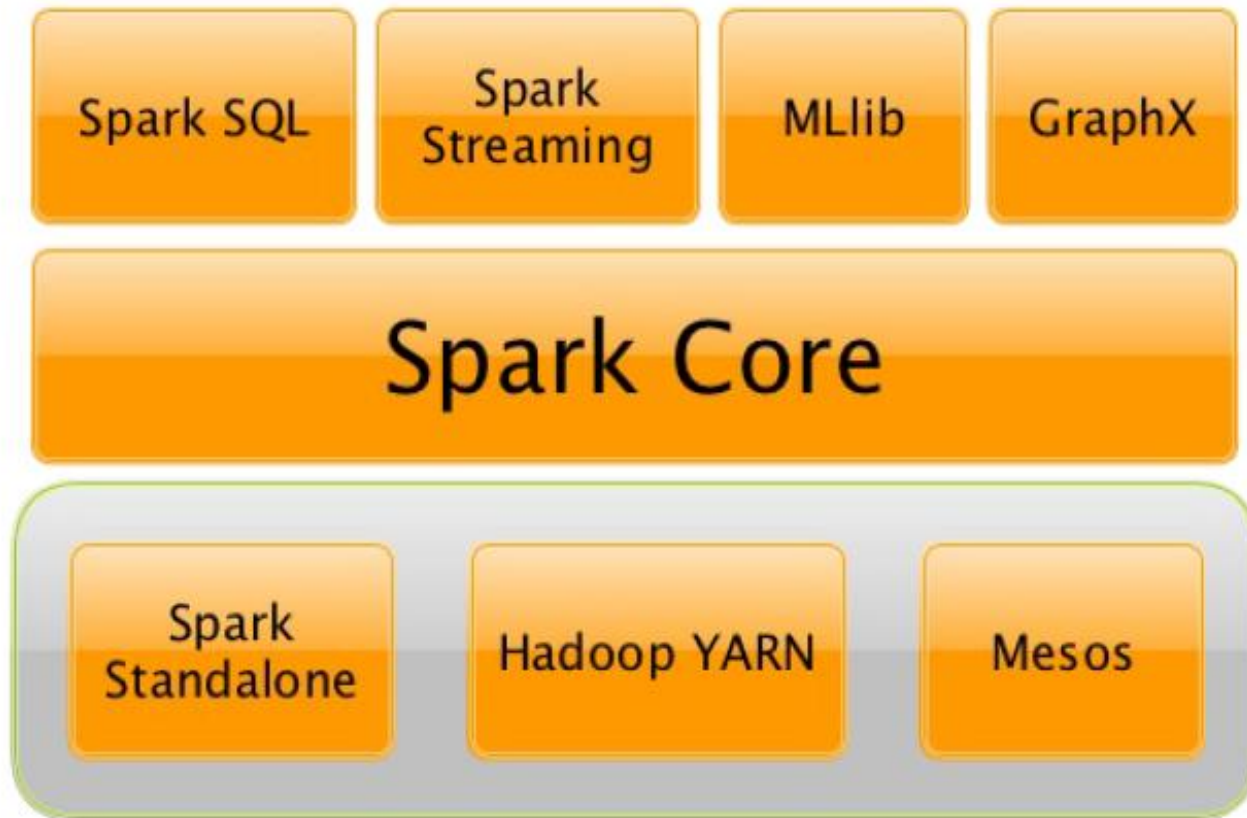 Spark SQL
Spark
Streaming
MLlib
GraphX
Spark Core
Spark
Standalone
Hadoop YARN
Mesos